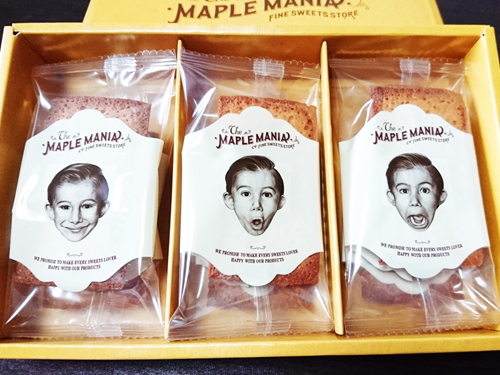 MAPLE MANIA
FINE SWEETS STORE
The
MAPLE MANIA
FINE SWEETS STORE
WE PROMISE TO MAKE EVERY SWEETS LOVER
HAPPY WITH OUR PRODUCTS
The
MAPLE MANIA
FINE SWEETS STORE
WE PROMISE TO MAKE EVERY SWEETS LOVER
HAPPY WITH OUR PRODUCTS
The
MAPLE MANIA
FINE SWEETS STORE
WE PROMISE TO MAKE EVERY SWEETS LOVER
HAPPY WITH OUR PRODUCTS